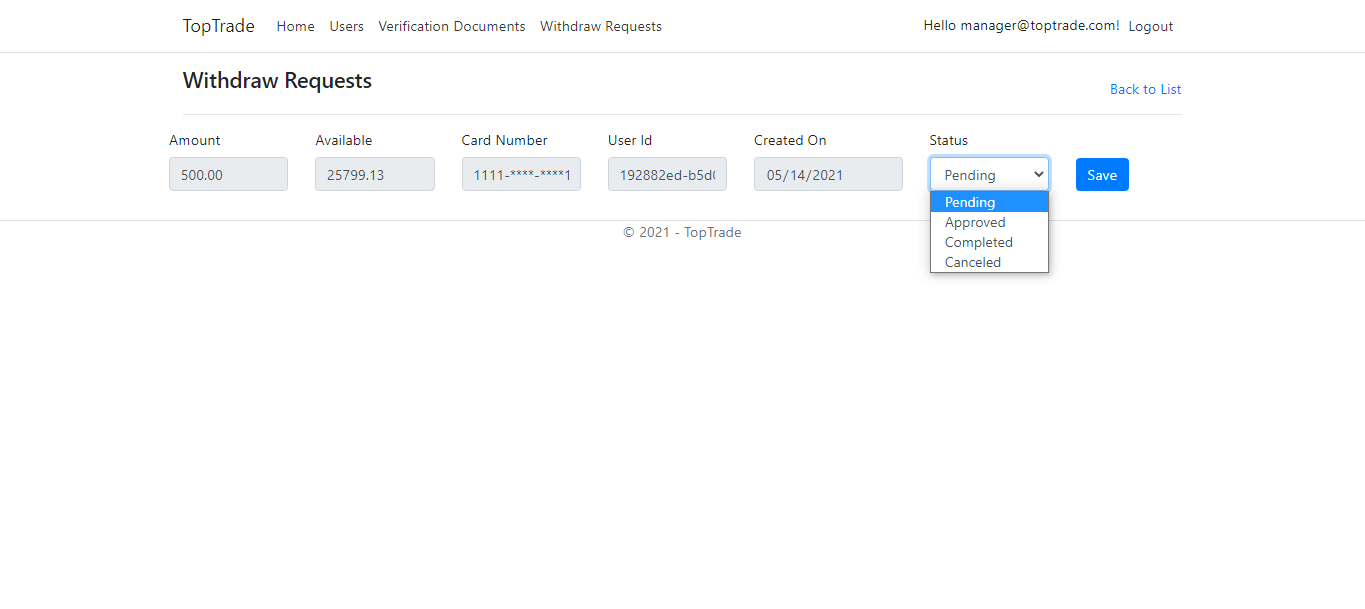 TopTrade Home Users Verification Documents Withdraw Requests Hello manager@toptrade.com! Logout
Withdraw Requests
Back to List
Amount Available Card Number User Id Created On Status
500.00 25799.13 1111-****-****1 192882ed-b5d0 05/14/2021 Pending Save
Pending
Approved
Completed
Canceled
© 2021 - TopTrade